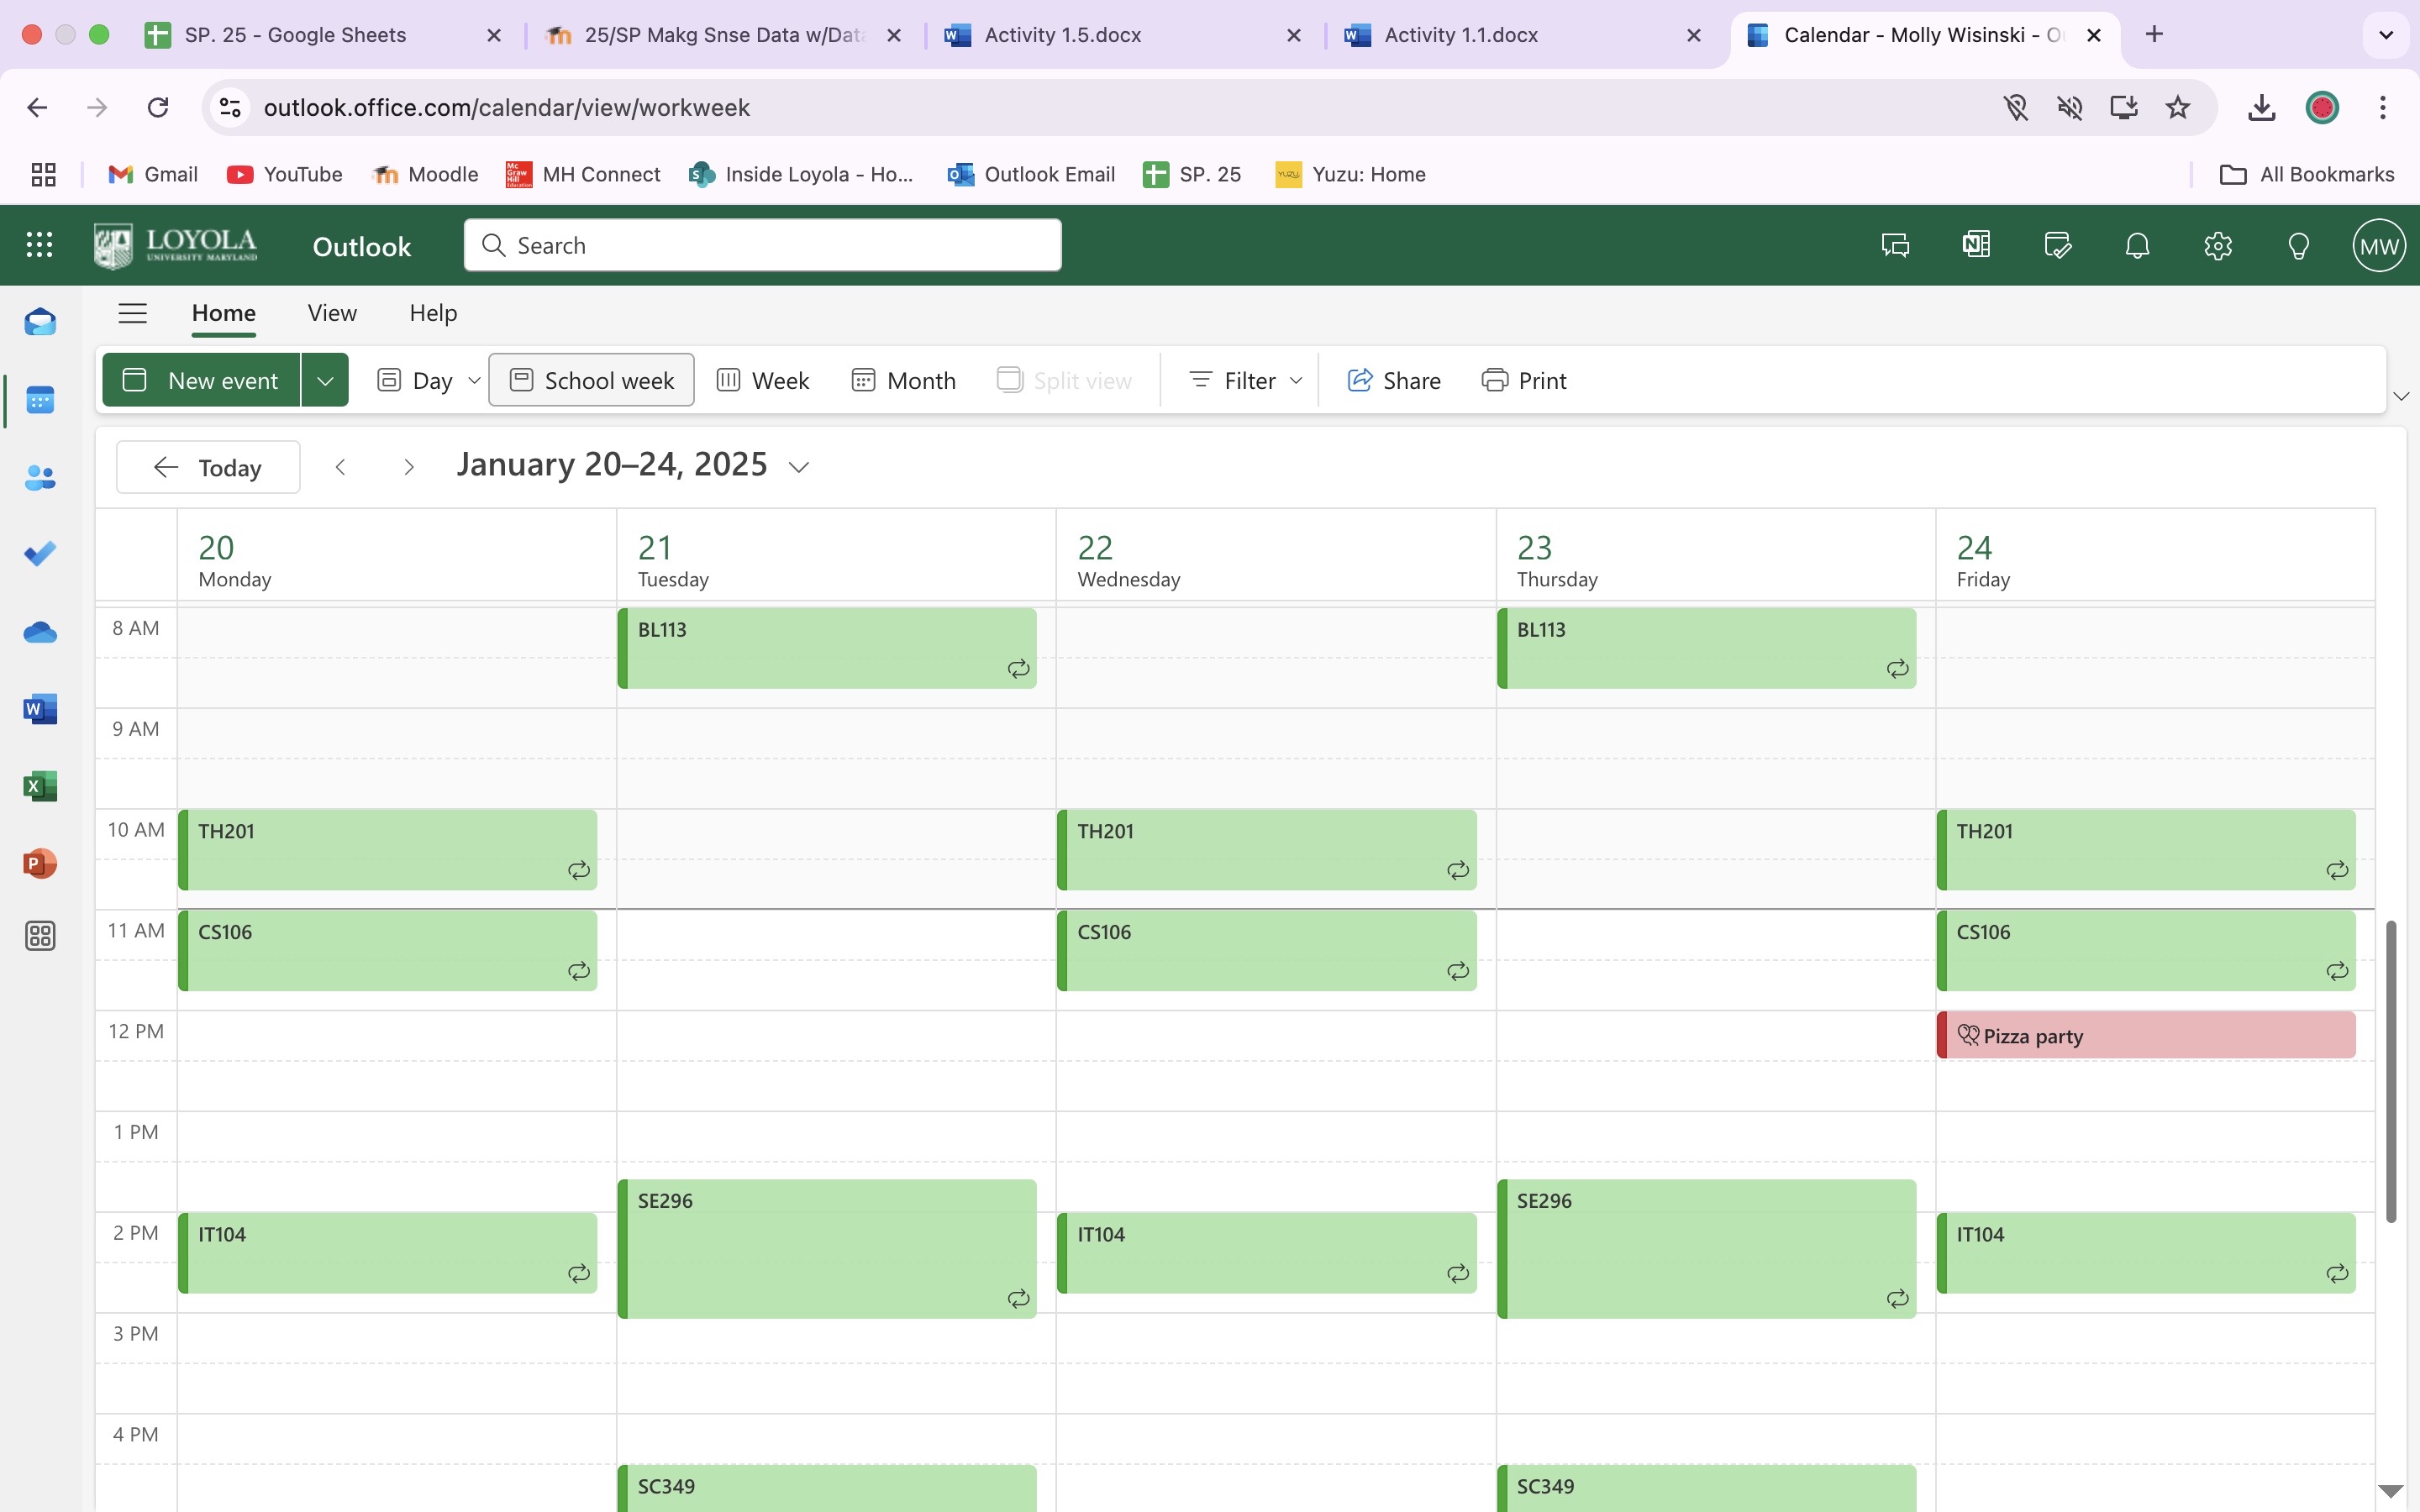 SP. 25 - Google Sheets
25/SP Makg Snse Data w/Data
Activity 1.5.docx
Activity 1.1.docx
Calendar - Molly Wisinski - O
outlook.office.com/calendar/view/workweek
Gmail
YouTube
Moodle
MH Connect
Inside Loyola - Ho...
Outlook Email
SP. 25
Yuzu: Home
All Bookmarks
LOYOLA
UNIVERSITY MARYLAND
Outlook
Search
MW
Home
View
Help
New event
Day
School week
Week
Month
Split view
Filter
Share
Print
Today
January 20–24, 2025
20
Monday
21
Tuesday
22
Wednesday
23
Thursday
24
Friday
8 AM
BL113
BL113
9 AM
10 AM
TH201
TH201
TH201
11 AM
CS106
CS106
CS106
12 PM
Pizza party
1 PM
SE296
SE296
2 PM
IT104
IT104
IT104
3 PM
4 PM
SC349
SC349